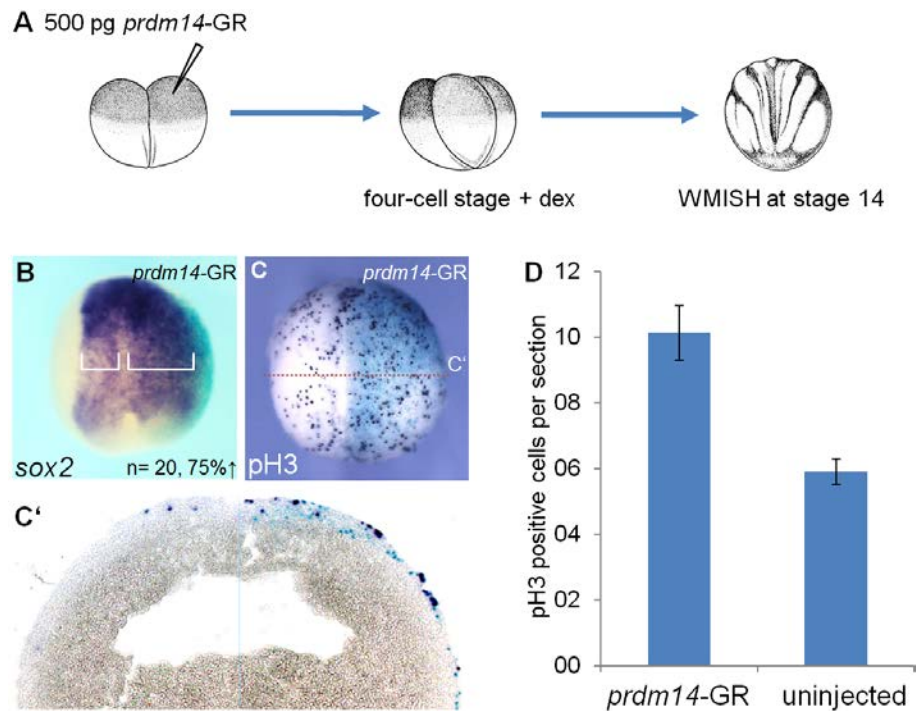 A 500 pg prdm14-GR
four-cell stage + dex
WMISH at stage 14
B prdm14-GR
sox2 n= 20, 75%↑
C prdm14-GR
C'
pH3
C'
D
pH3 positive cells per section
12
10
08
06
04
02
00
prdm14-GR uninjected